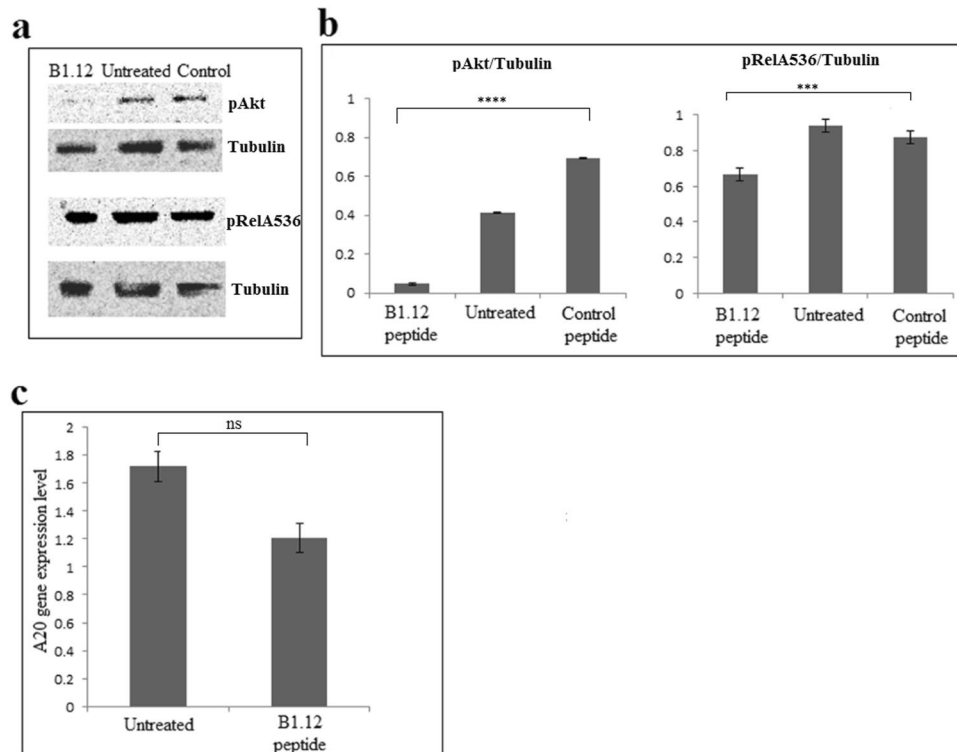 a
B1.12 Untreated Control
pAkt
Tubulin
pRelA536
Tubulin
b
pAkt/Tubulin
****
1
0.8
0.6
0.4
0.2
0
B1.12 peptide
Untreated
Control peptide
pRelA536/Tubulin
***
1
0.8
0.6
0.4
0.2
0
B1.12 peptide
Untreated
Control peptide
c
ns
A20 gene expression level
2
1.8
1.6
1.4
1.2
1
0.8
0.6
0.4
0.2
0
Untreated
B1.12 peptide